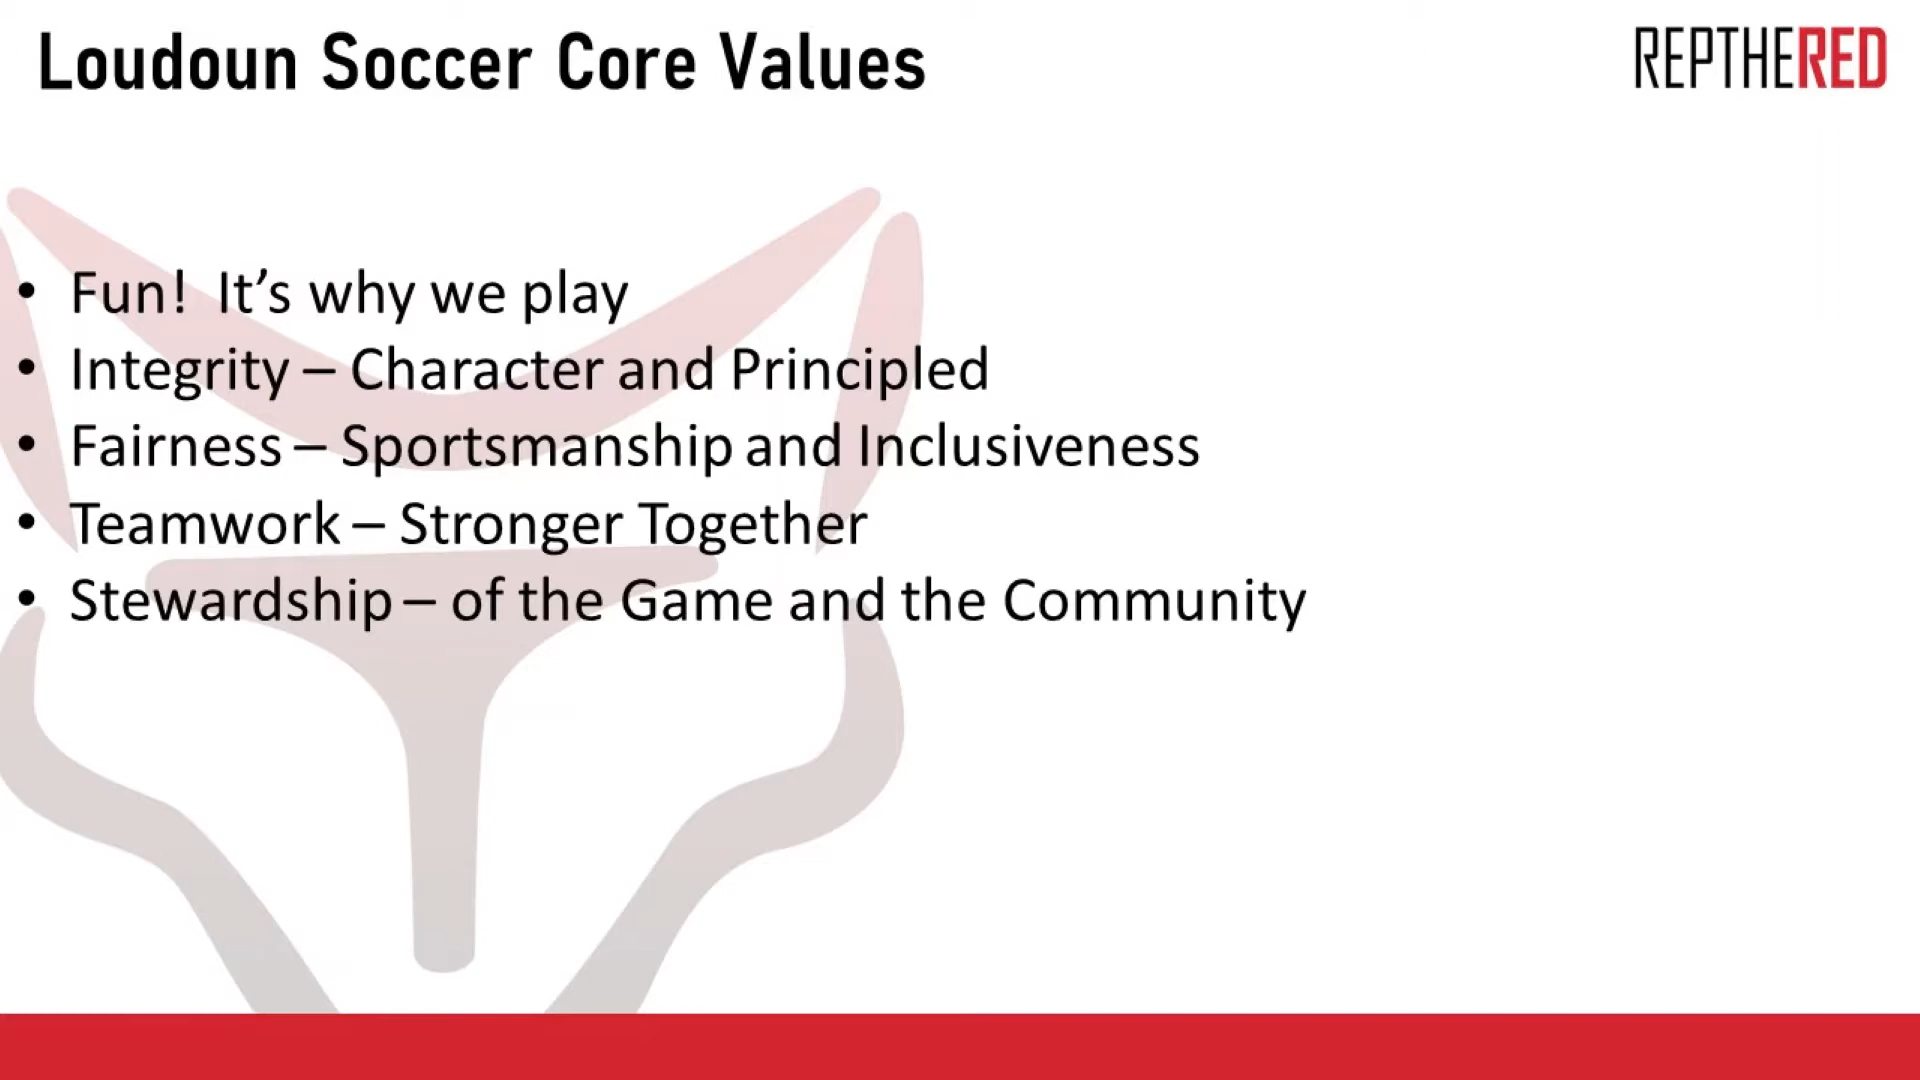 Loudoun Soccer Core Values
REPTHERED
• Fun!  It’s why we play
• Integrity – Character and Principled
• Fairness – Sportsmanship and Inclusiveness
• Teamwork – Stronger Together
• Stewardship – of the Game and the Community